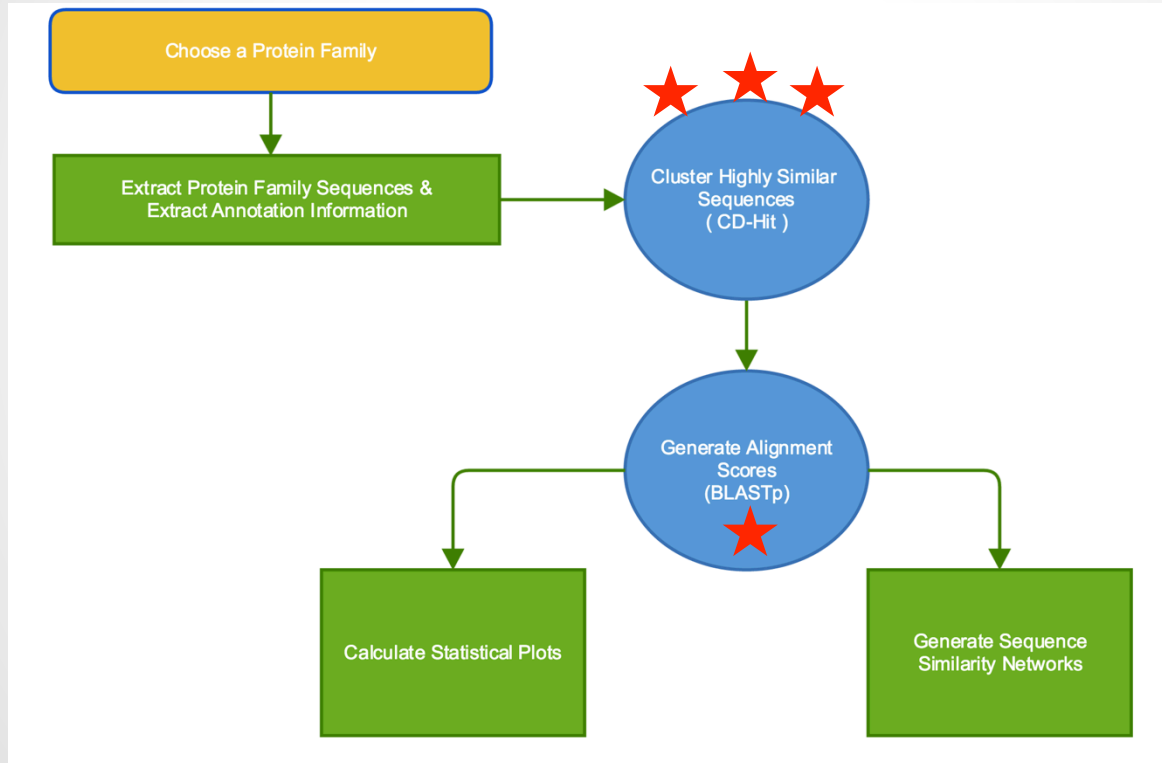 Choose a Protein Family
Extract Protein Family Sequences &
Extract Annotation Information
Cluster Highly Similar
Sequences
( CD-Hit )
Generate Alignment
Scores
(BLASTp)
Calculate Statistical Plots
Generate Sequence
Similarity Networks